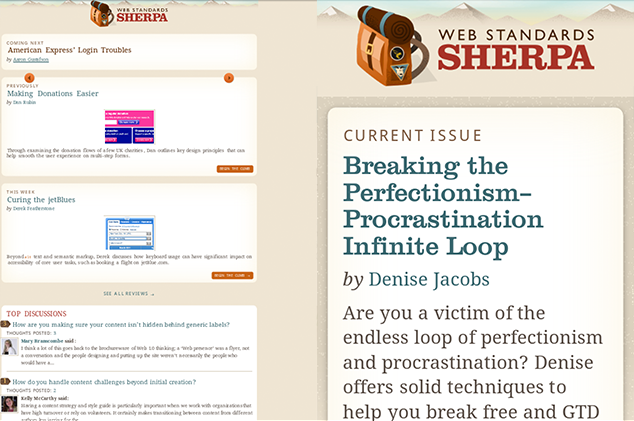 WEB STANDARDS
SHERPA
COMING NEXT
American Express' Login Troubles
by Aaron Gustafson
PREVIOUSLY
Making Donations Easier
by Dan Rubin
Through examining the donation flows of a few UK charities, Dan outlines key design principles that can
help smooth the user experience on multi-step forms.
THIS WEEK
Curing the jetBlues
by Derek Featherstone
Beyond text and semantic markup, Derek discusses how keyboard usage can have significant impact on
accessibility of core user tasks, such as booking a flight on jetBlue.com.
SEE ALL REVIEWS →
TOP DISCUSSIONS
How are you making sure your content isn't hidden behind generic labels?
THOUGHTS POSTED: 3
Mary Brannombe said:
I think a lot of this goes back to the brochureware of Web 1.0 thinking; a "Web presence" was a flyer, not
a conversation and the people designing and putting up the site weren't necessarily the people who
would have a...
How do you handle content challenges beyond initial creation?
THOUGHTS POSTED: 2
Kelly McCarthy said:
Having a content strategy and style guide is particularly important when we work with organizations that
have high turnover or rely on volunteers. It certainly makes transitioning between content from different
WEB STANDARDS
SHERPA
CURRENT ISSUE
Breaking the
Perfectionism–
Procrastination
Infinite Loop
by Denise Jacobs
Are you a victim of the
endless loop of perfectionism
and procrastination? Denise
offers solid techniques to
help you break free and GTD